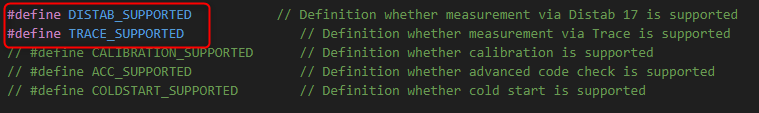 #define DISTAB_SUPPORTED // Definition whether measurement via Distab 17 is supported
#define TRACE_SUPPORTED // Definition whether measurement via Trace is supported
// #define CALIBRATION_SUPPORTED // Definition whether calibration is supported
// #define ACC_SUPPORTED // Definition whether advanced code check is supported
// #define COLDSTART_SUPPORTED // Definition whether cold start is supported